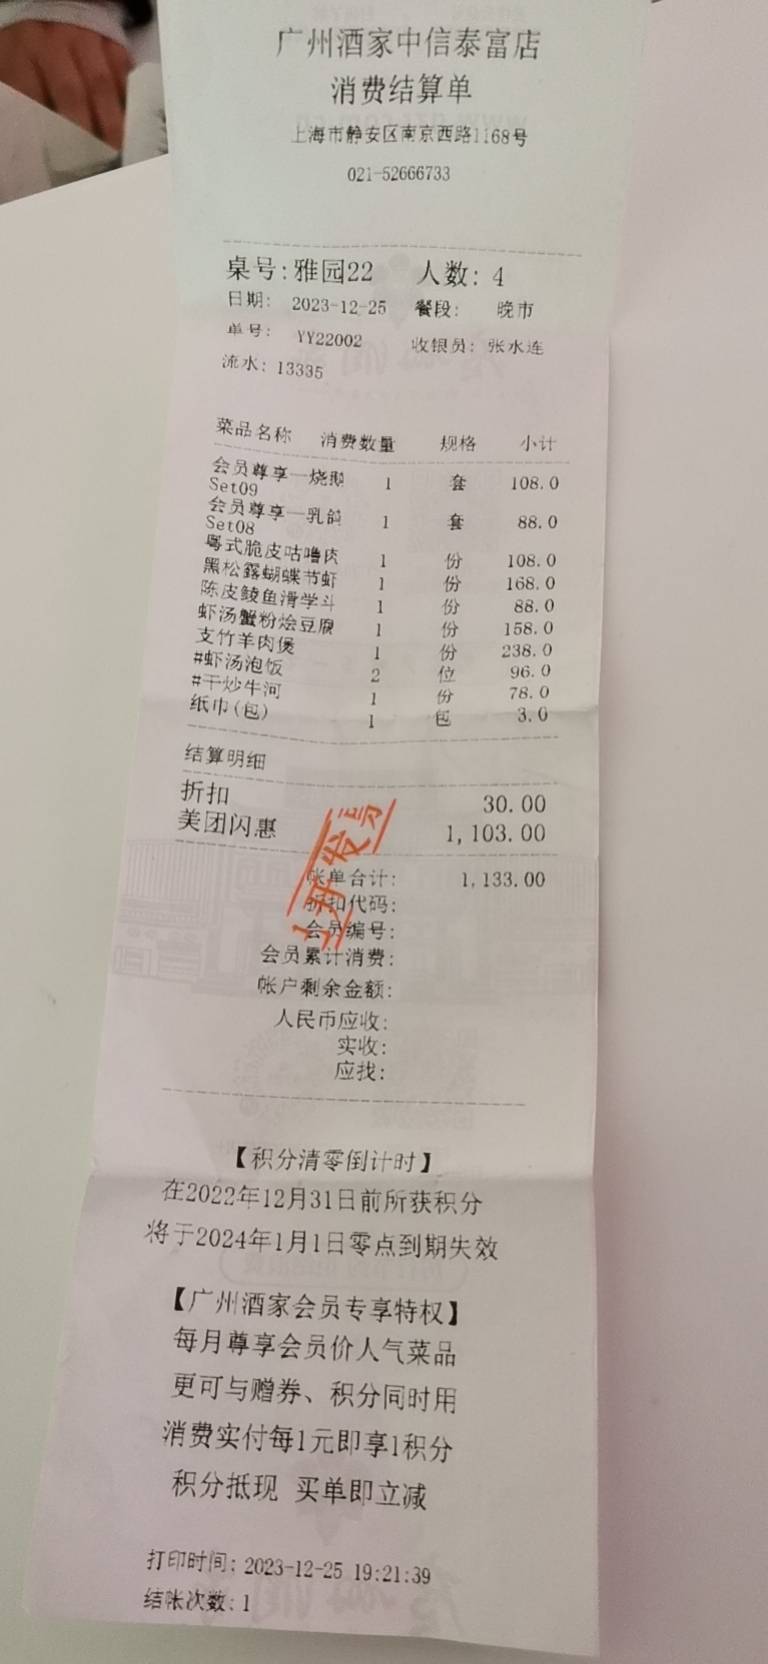 广州酒家中信泰富店
消费结算单
上海市静安区南京西路1168号
021-52666733
桌号:雅园22 人数: 4
日期: 2023-12-25 餐段: 晚市
单号: YY22002 收银员: 张水连
流水: 13335
菜品名称 消费数量 规格 小计
会员尊享一烧鹅 1 套 108.0
Set09
会员尊享一乳鸽 1 套 88.0
Set08
粤式脆皮咕噜肉 1 份 108.0
黑松露蝴蝶节虾 1 份 168.0
陈皮鲮鱼滑学斗 1 份 88.0
虾汤蟹粉烩豆腐 1 份 158.0
支竹羊肉煲 1 份 238.0
#虾汤泡饭 2 位 96.0
#干炒牛河 1 份 78.0
纸巾(包) 1 包 3.0
结算明细
折扣 30.00
美团闪惠 1,103.00
帐单合计: 1,133.00
折扣代码:
会员编号:
会员累计消费:
帐户剩余金额:
人民币应收:
实收:
应找:
【积分清零倒计时】
在2022年12月31日前所获积分
将于2024年1月1日零点到期失效
【广州酒家会员专享特权】
每月尊享会员价人气菜品
更可与赠券、积分同时用
消费实付每1元即享1积分
积分抵现 买单即立减
打印时间: 2023-12-25 19:21:39
结帐次数: 1